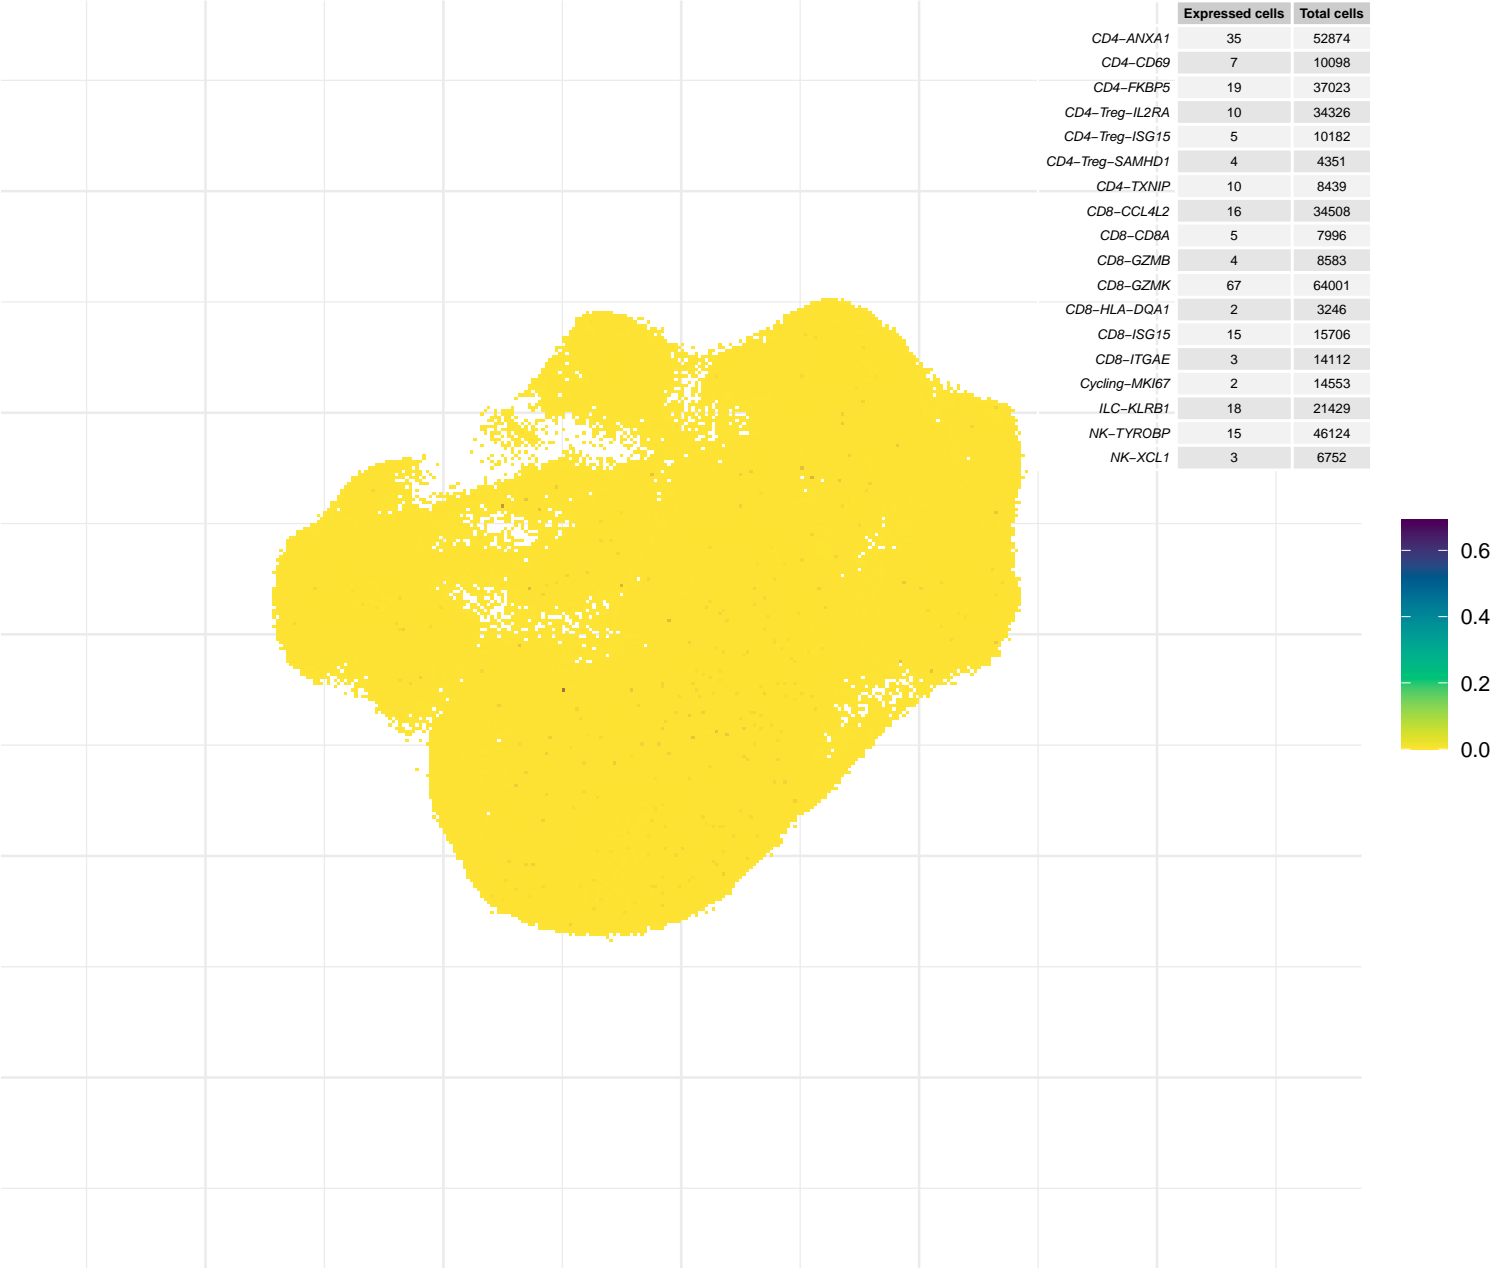 Expressed cells Total cells
CD4−ANXA1 35 52874
CD4−CD69 7 10098
CD4−FKBP5 19 37023
CD4−Treg−IL2RA 10 34326
CD4−Treg−ISG15 5 10182
CD4−Treg−SAMHD1 4 4351
CD4−TXNIP 10 8439
CD8−CCL4L2 16 34508
CD8−CD8A 5 7996
CD8−GZMB 4 8583
CD8−GZMK 67 64001
CD8−HLA−DQA1 2 3246
CD8−ISG15 15 15706
CD8−ITGAE 3 14112
Cycling−MKI67 2 14553
ILC−KLRB1 18 21429
NK−TYROBP 15 46124
NK−XCL1 3 6752
0.6
0.4
0.2
0.0